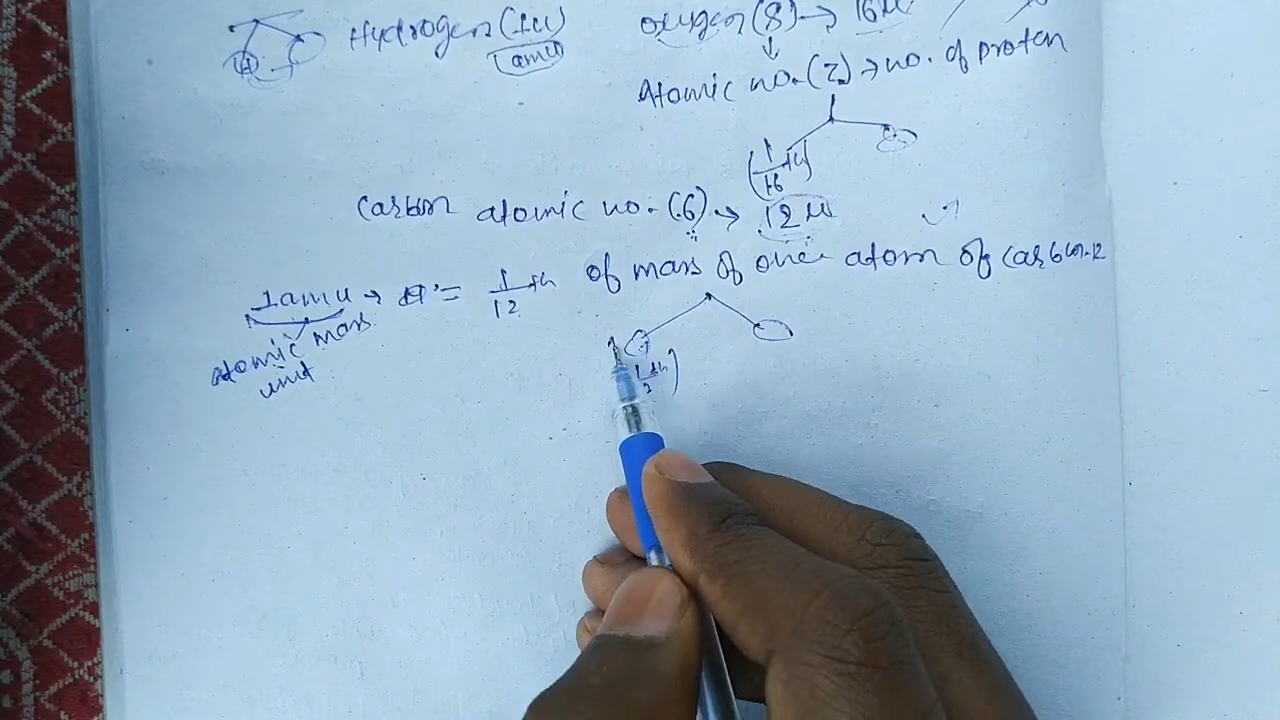 Hydrogen (1u)
amu
oxygen (8) → 16u
↓
Atomic no. (Z) → no. of proton
(1/16 th)
carbon atomic no. (6) → 12u
1amu → = 1/12 th of mass of one atom of carbon-12
atomic mass
unit